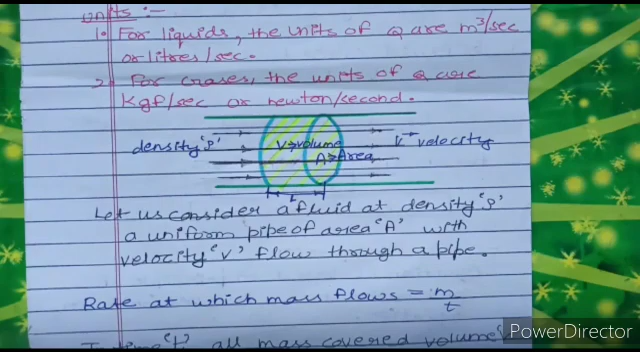 Units :-
1. For liquids, the units of Q are m³/sec
or litres/sec.
2. For Gases, the units of Q are
Kgf/sec or newton/second.
density 'ρ' V→volume V→velocity
A→Area
L
Let us consider a fluid at density 'ρ'
a uniform pipe of area 'A' with
velocity 'v' flow through a pipe.
Rate at which mass flows = m/t
In time 't' all mass covered volume
PowerDirector